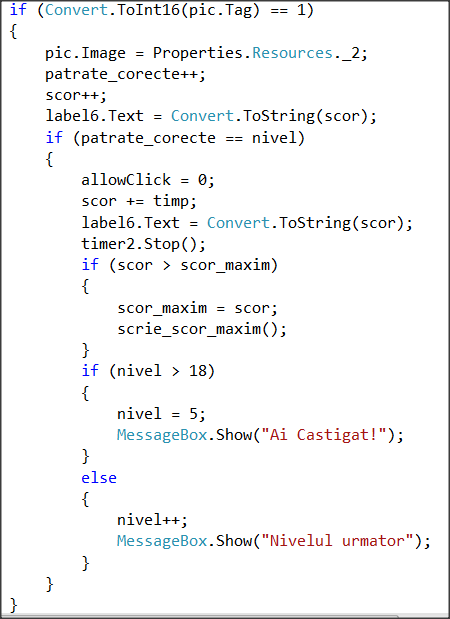 if (Convert.ToInt16(pic.Tag) == 1)
{
    pic.Image = Properties.Resources._2;
    patrate_corecte++;
    scor++;
    label6.Text = Convert.ToString(scor);
    if (patrate_corecte == nivel)
    {
        allowClick = 0;
        scor += timp;
        label6.Text = Convert.ToString(scor);
        timer2.Stop();
        if (scor > scor_maxim)
        {
            scor_maxim = scor;
            scrie_scor_maxim();
        }
        if (nivel > 18)
        {
            nivel = 5;
            MessageBox.Show("Ai Castigat!");
        }
        else
        {
            nivel++;
            MessageBox.Show("Nivelul urmator");
        }
    }
}